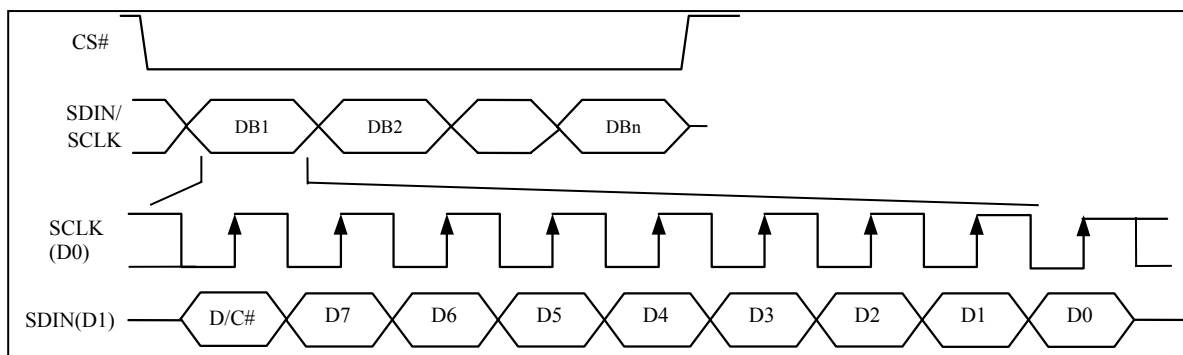 CS#
SDIN/
SCLK
DB1 DB2 DBn
SCLK
(D0)
SDIN(D1) D/C# D7 D6 D5 D4 D3 D2 D1 D0